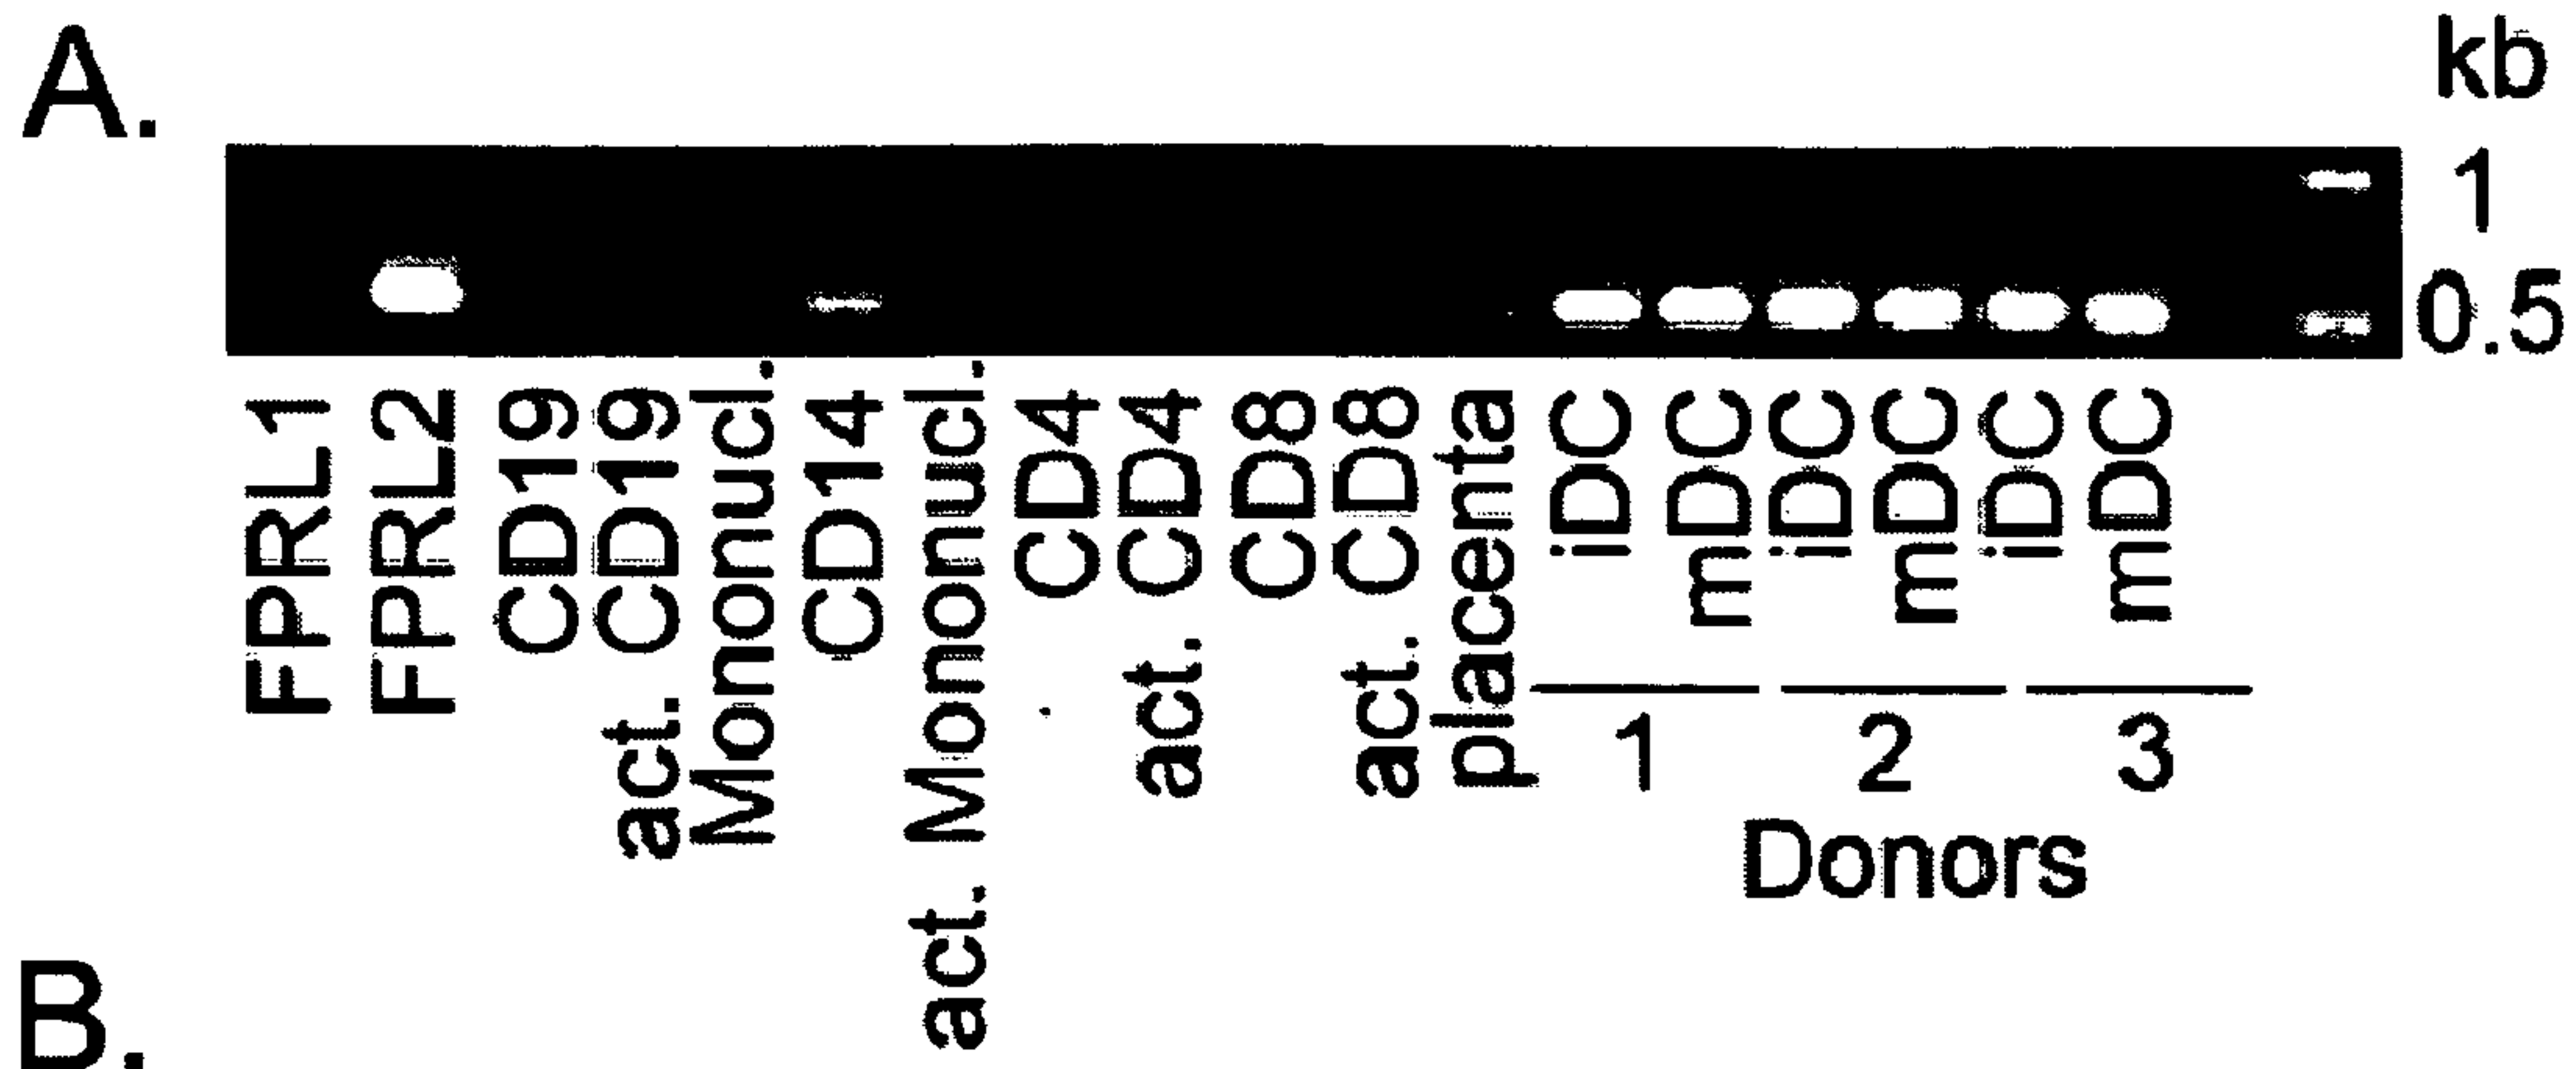 A.
kb
1
0.5
FPRL1
FPRL2
CD19
act. CD19
Mononucl.
CD14
act. Mononucl.
CD4
act. CD4
CD8
act. CD8
placenta
iDC
mDC
iDC
mDC
iDC
mDC
1
2
3
Donors
B.